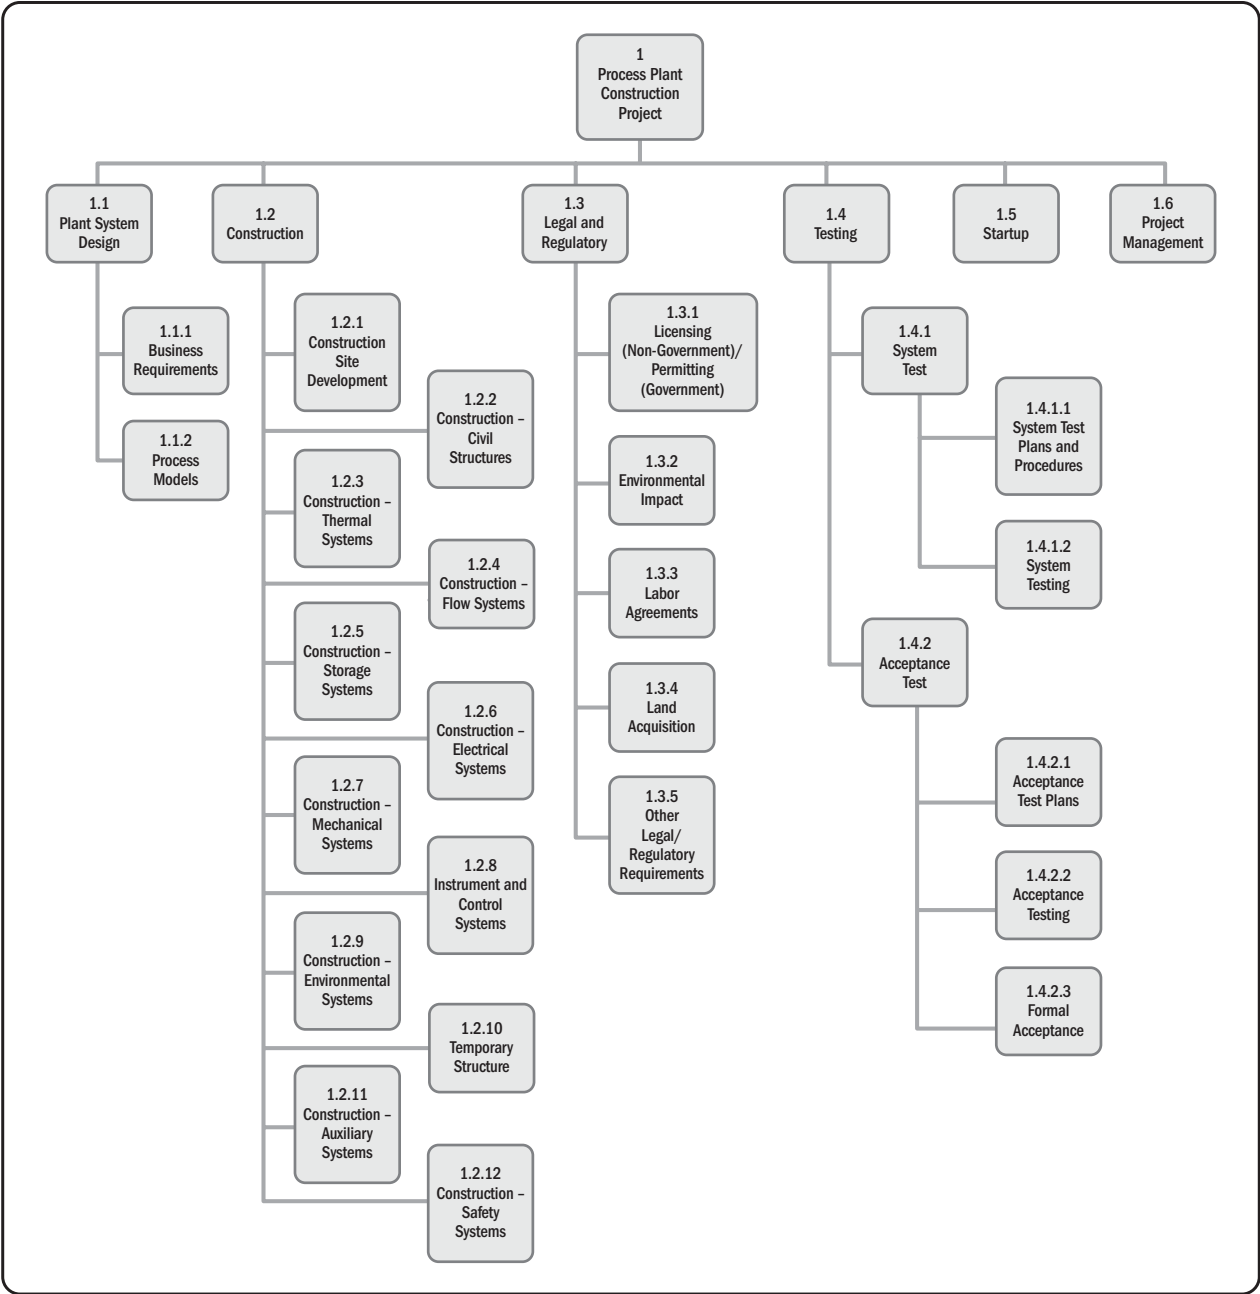 1
Process Plant
Construction
Project
1.1
Plant System
Design
1.2
Construction
1.3
Legal and
Regulatory
1.4
Testing
1.5
Startup
1.6
Project
Management
1.1.1
Business
Requirements
1.1.2
Process
Models
1.2.1
Construction
Site
Development
1.2.2
Construction –
Civil
Structures
1.2.3
Construction –
Thermal
Systems
1.2.4
Construction –
Flow Systems
1.2.5
Construction –
Storage
Systems
1.2.6
Construction –
Electrical
Systems
1.2.7
Construction –
Mechanical
Systems
1.2.8
Instrument and
Control
Systems
1.2.9
Construction –
Environmental
Systems
1.2.10
Temporary
Structure
1.2.11
Construction –
Auxiliary
Systems
1.2.12
Construction –
Safety
Systems
1.3.1
Licensing
(Non-Government)/
Permitting
(Government)
1.3.2
Environmental
Impact
1.3.3
Labor
Agreements
1.3.4
Land
Acquisition
1.3.5
Other
Legal/
Regulatory
Requirements
1.4.1
System
Test
1.4.1.1
System Test
Plans and
Procedures
1.4.1.2
System
Testing
1.4.2
Acceptance
Test
1.4.2.1
Acceptance
Test Plans
1.4.2.2
Acceptance
Testing
1.4.2.3
Formal
Acceptance